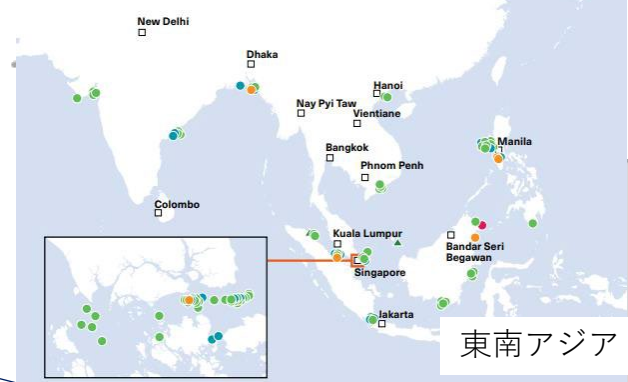 New Delhi
Dhaka
Hanoi
Nay Pyi Taw
Vientiane
Manila
Bangkok
Phnom Penh
Colombo
Kuala Lumpur
Bandar Seri
Begawan
Singapore
Jakarta
東南アジア